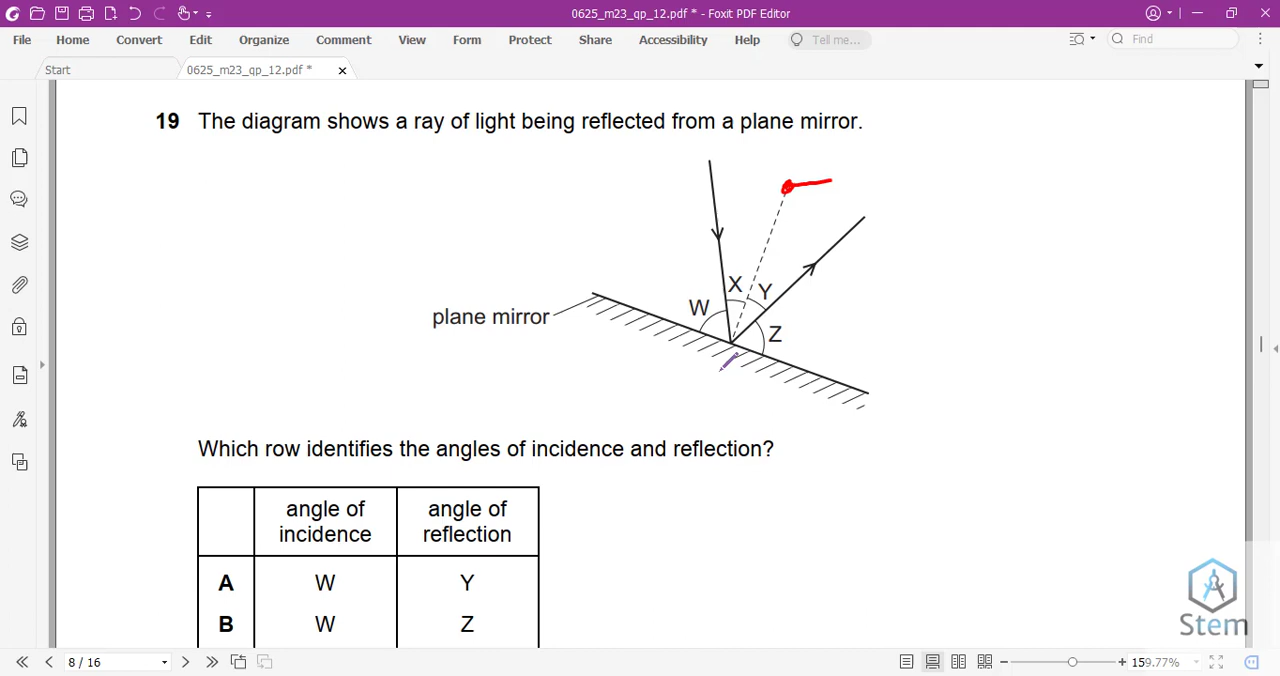 0625_m23_qp_12.pdf * - Foxit PDF Editor
File Home Convert Edit Organize Comment View Form Protect Share Accessibility Help Tell me... Find
Start 0625_m23_qp_12.pdf *
19 The diagram shows a ray of light being reflected from a plane mirror.
X
Y
W
plane mirror
Z
Which row identifies the angles of incidence and reflection?
angle of incidence
angle of reflection
A W Y
B W Z
Stem
8 / 16
159.77%